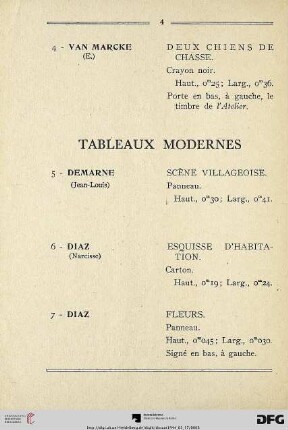 4
4 - VAN MARCKE
(E.)
DEUX CHIENS DE
CHASSE.
Crayon noir.
Haut., 0m25 ; Larg., 0m36.
Porte en bas, à gauche, le
timbre de l'Atelier.
TABLEAUX MODERNES
5 - DEMARNE
(Jean-Louis)
SCÈNE VILLAGEOISE.
Panneau.
Haut., 0m30 ; Larg., 0m41.
6 - DIAZ
(Narcisse)
ESQUISSE D'HABITA-
TION.
Carton.
Haut., 0m19 ; Larg., 0m24.
7 - DIAZ
FLEURS.
Panneau.
Haut., 0m045 ; Larg., 0m030.
Signé en bas, à gauche.
DFG